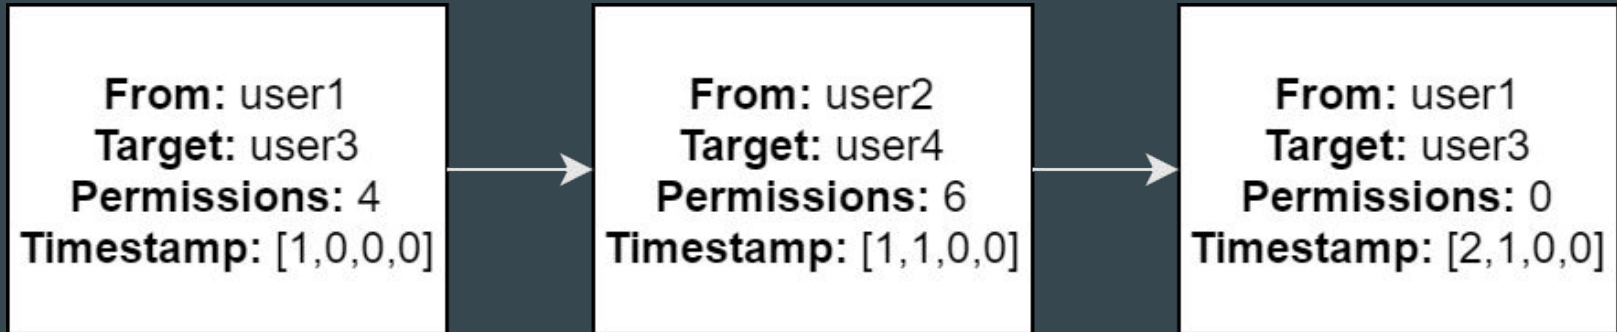 From: user1
Target: user3
Permissions: 4
Timestamp: [1,0,0,0]
From: user2
Target: user4
Permissions: 6
Timestamp: [1,1,0,0]
From: user1
Target: user3
Permissions: 0
Timestamp: [2,1,0,0]